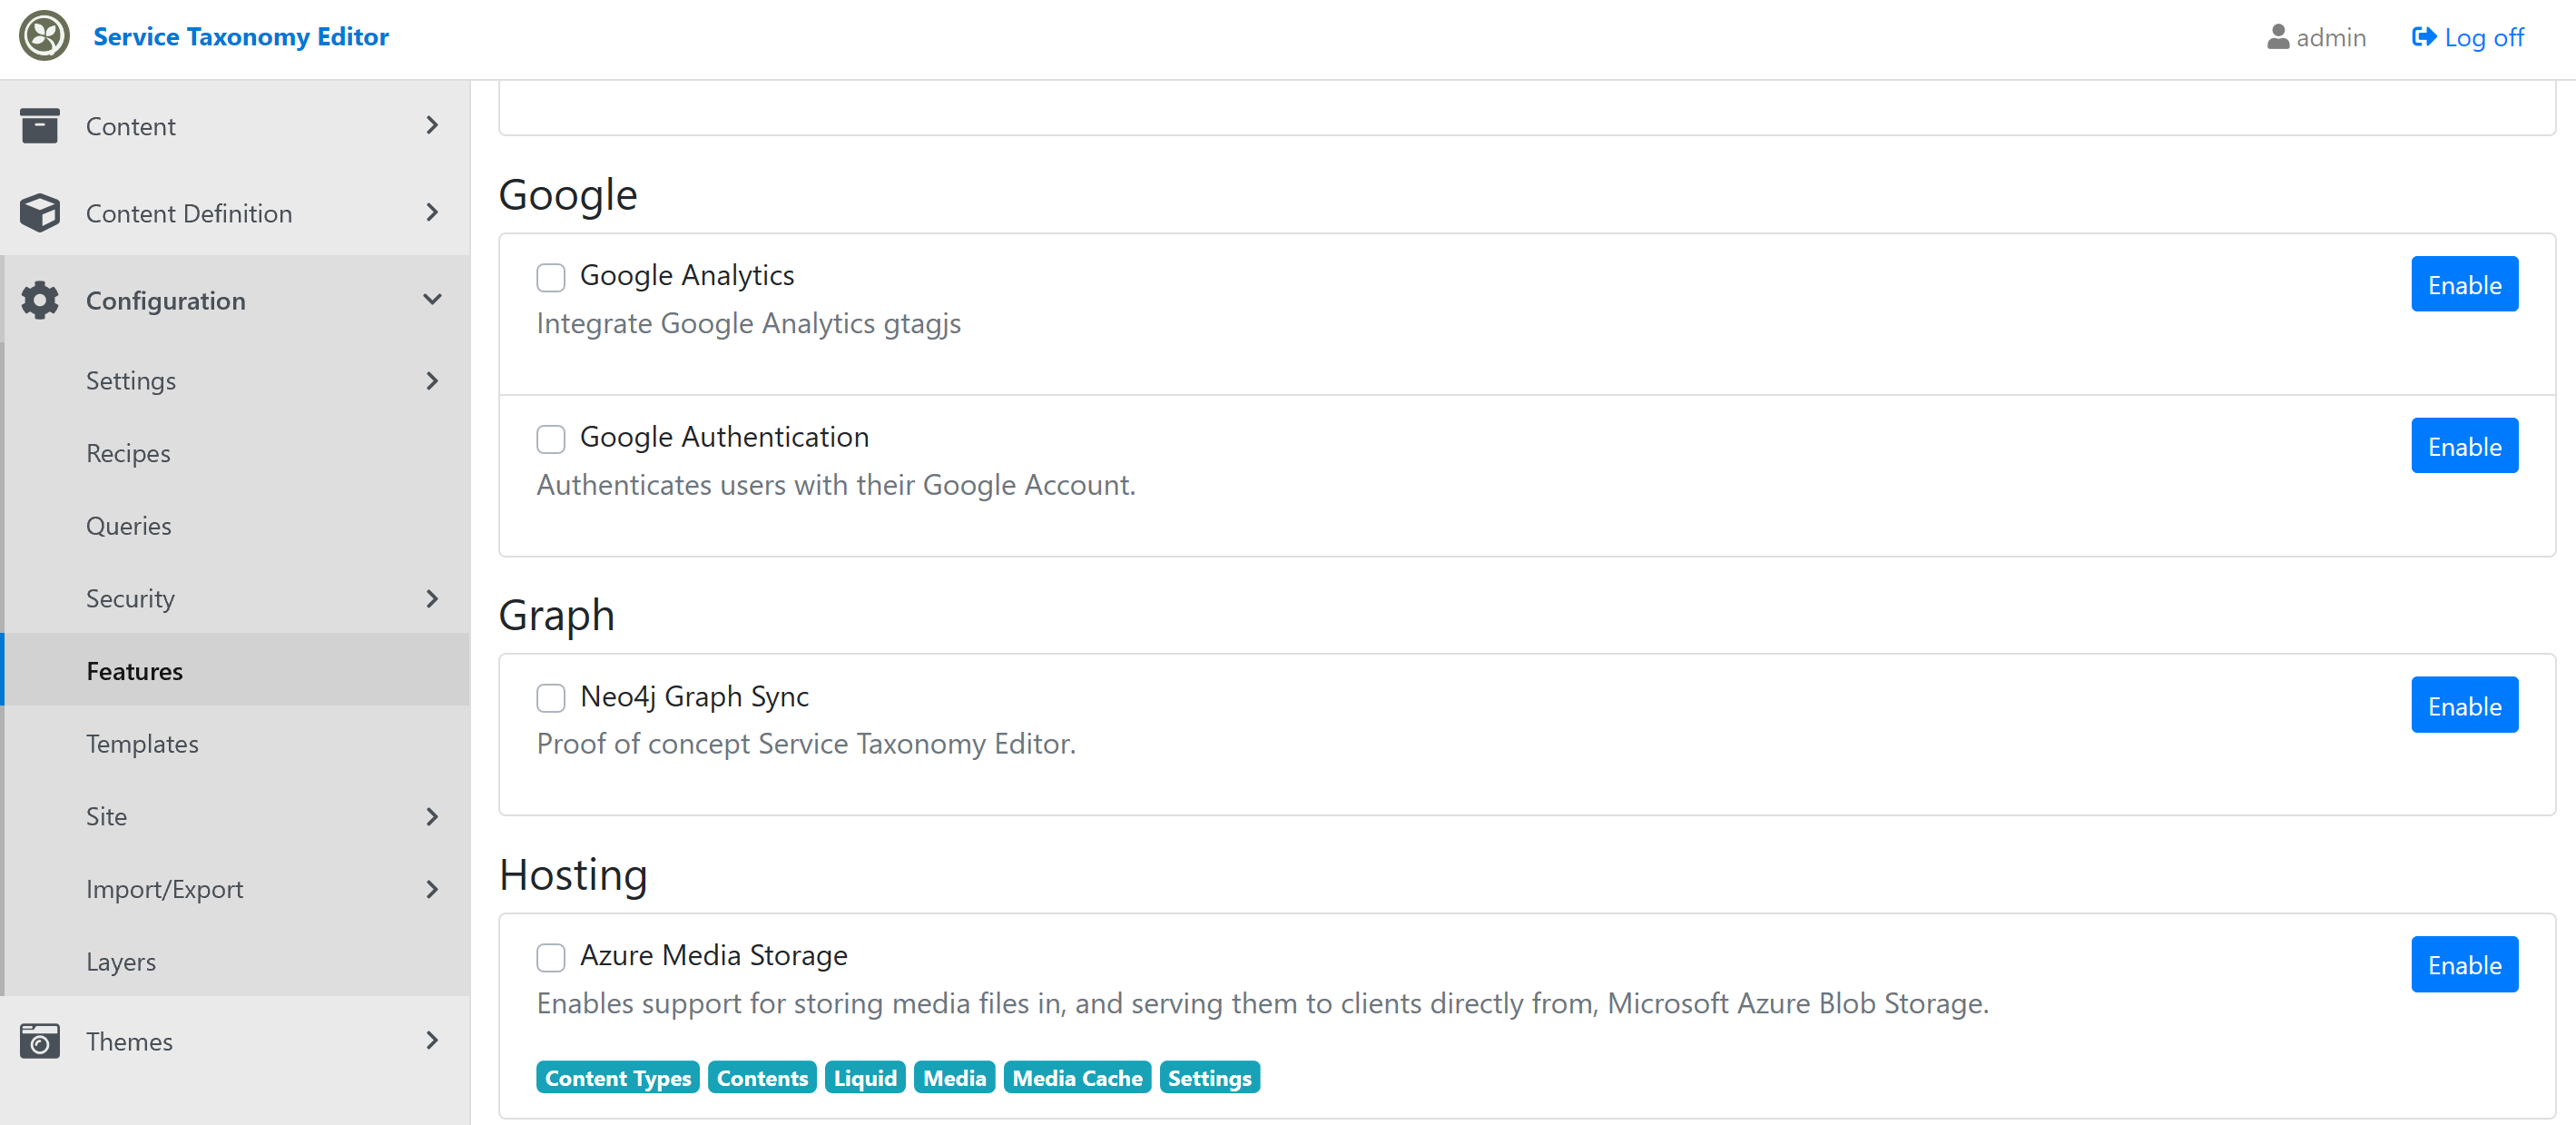 Service Taxonomy Editor
admin
Log off
Content
Content Definition
Configuration
Settings
Recipes
Queries
Security
Features
Templates
Site
Import/Export
Layers
Themes
Google
Google Analytics
Enable
Integrate Google Analytics gtagjs
Google Authentication
Enable
Authenticates users with their Google Account.
Graph
Neo4j Graph Sync
Enable
Proof of concept Service Taxonomy Editor.
Hosting
Azure Media Storage
Enable
Enables support for storing media files in, and serving them to clients directly from, Microsoft Azure Blob Storage.
Content Types Contents Liquid Media Media Cache Settings